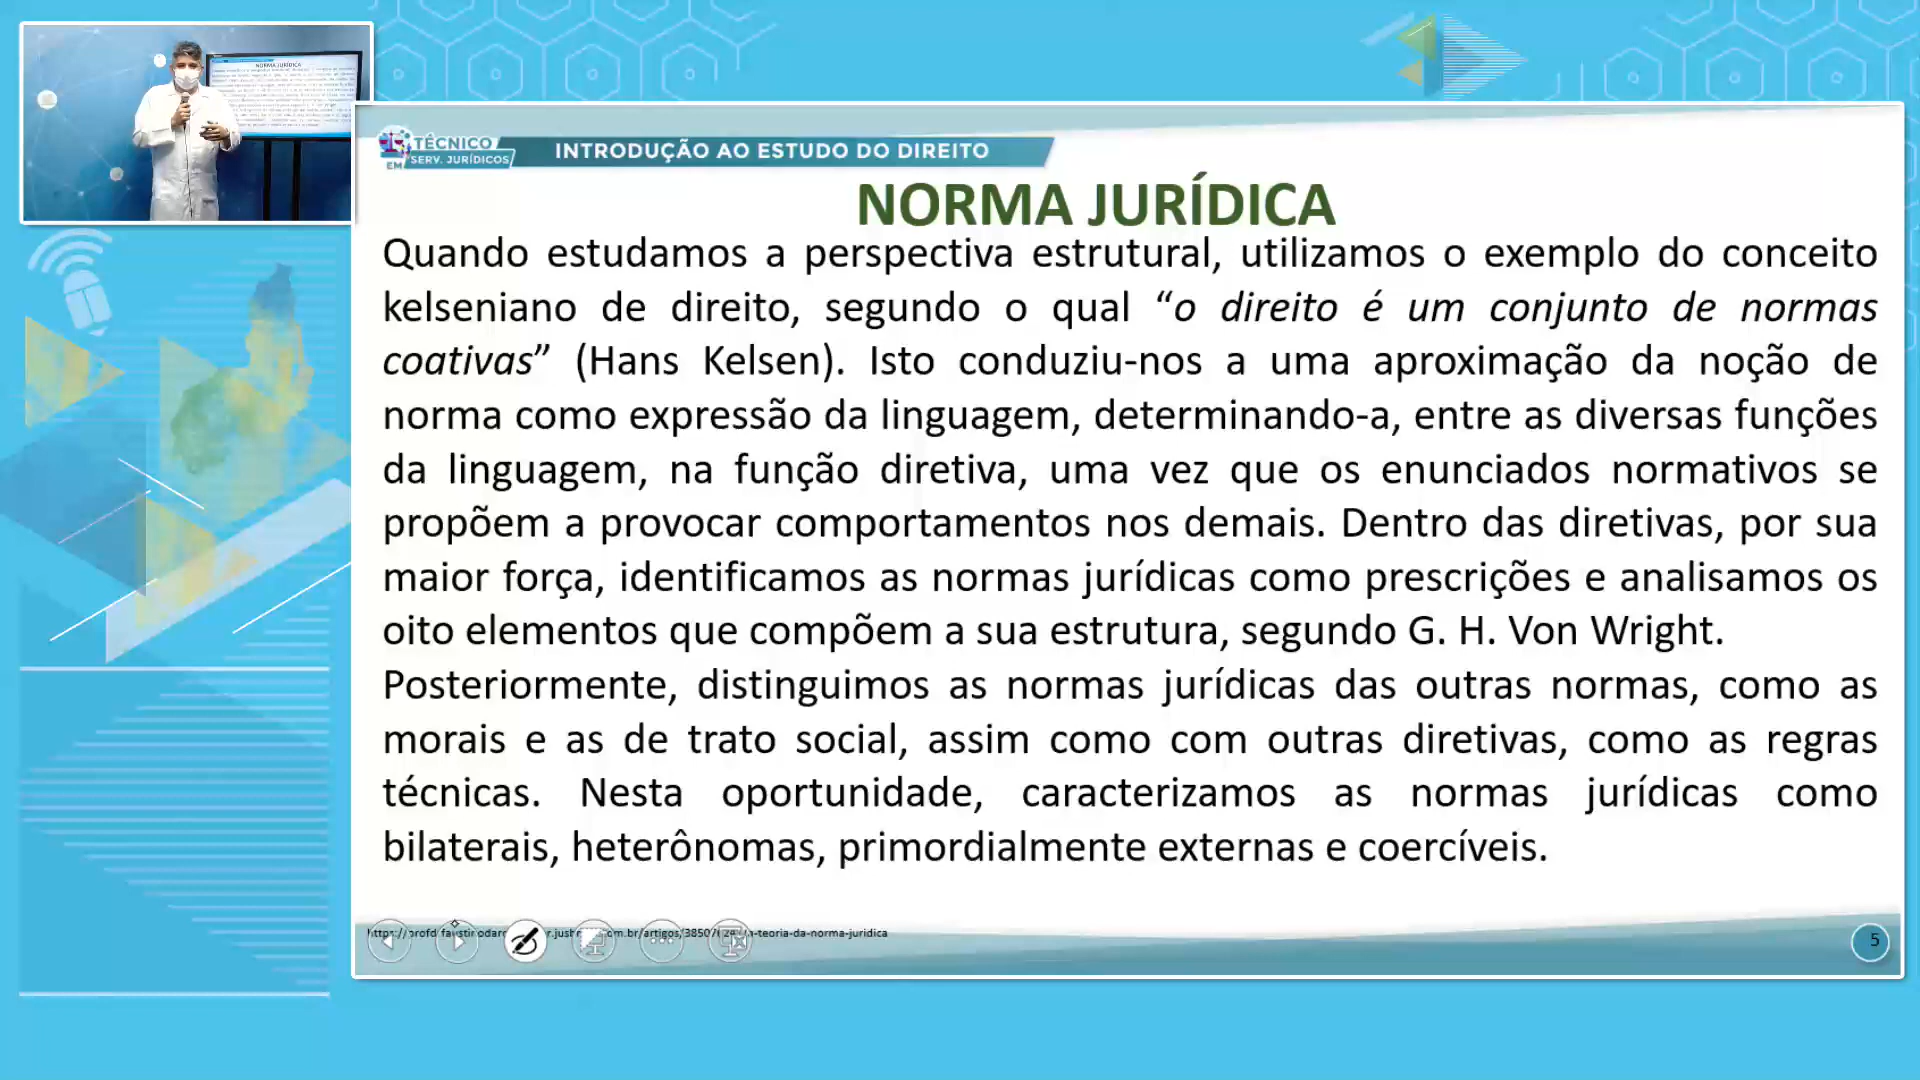 TÉCNICO
EM SERV. JURÍDICOS
INTRODUÇÃO AO ESTUDO DO DIREITO
NORMA JURÍDICA
Quando estudamos a perspectiva estrutural, utilizamos o exemplo do conceito
kelseniano de direito, segundo o qual “o direito é um conjunto de normas
coativas” (Hans Kelsen). Isto conduziu-nos a uma aproximação da noção de
norma como expressão da linguagem, determinando-a, entre as diversas funções
da linguagem, na função diretiva, uma vez que os enunciados normativos se
propõem a provocar comportamentos nos demais. Dentro das diretivas, por sua
maior força, identificamos as normas jurídicas como prescrições e analisamos os
oito elementos que compõem a sua estrutura, segundo G. H. Von Wright.
Posteriormente, distinguimos as normas jurídicas das outras normas, como as
morais e as de trato social, assim como com outras diretivas, como as regras
técnicas. Nesta oportunidade, caracterizamos as normas jurídicas como
bilaterais, heterônomas, primordialmente externas e coercíveis.
-teoria-da-norma-juridica
5
NORMA JURÍDICA